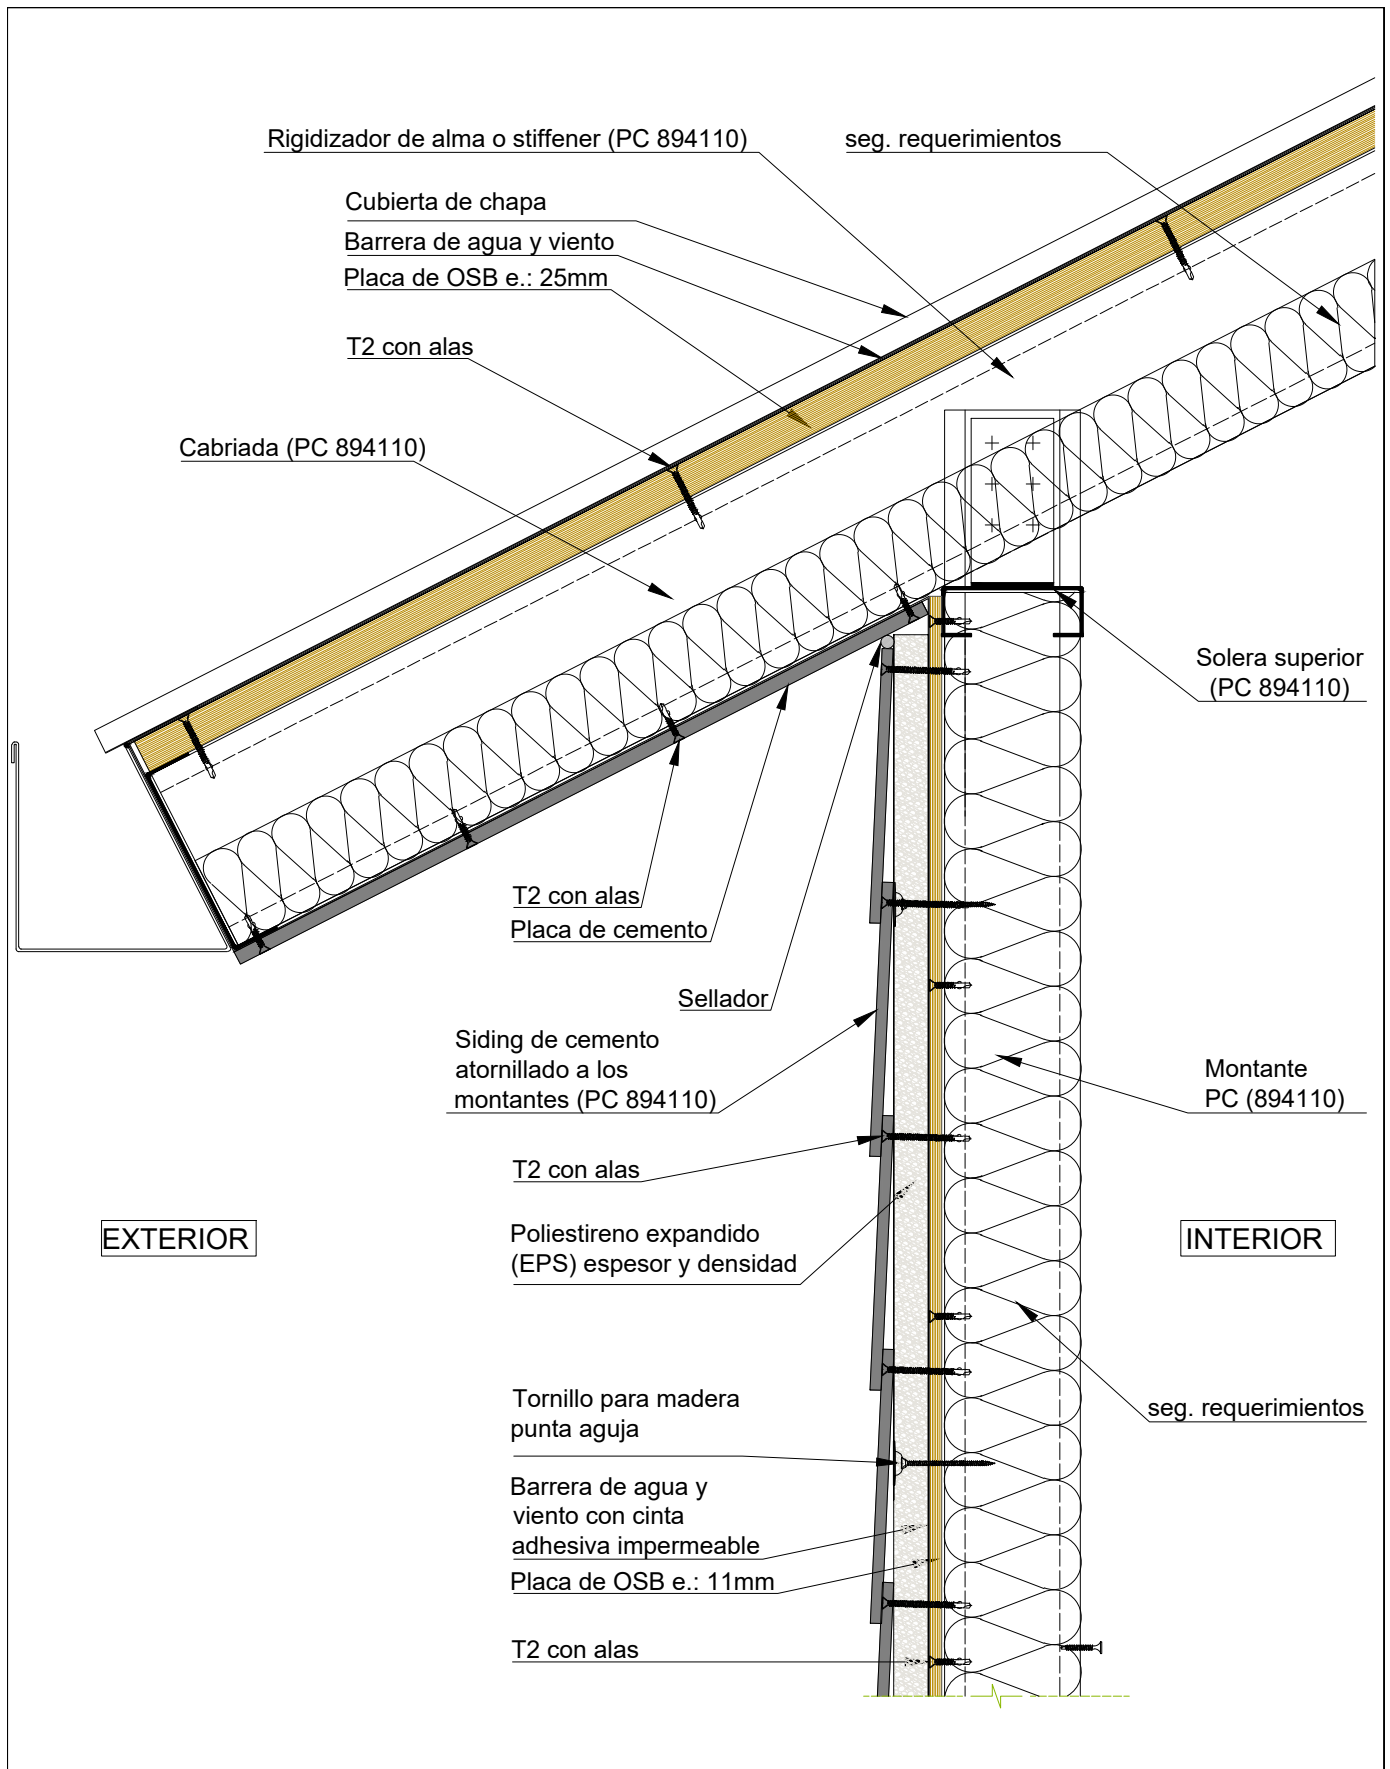 Rigidizador de alma o stiffener (PC 894110)
seg. requerimientos
Cubierta de chapa
Barrera de agua y viento
Placa de OSB e.: 25mm
T2 con alas
Cabriada (PC 894110)
Solera superior
(PC 894110)
T2 con alas
Placa de cemento
Sellador
Siding de cemento
atornillado a los
montantes (PC 894110)
Montante
PC (894110)
T2 con alas
EXTERIOR
Poliestireno expandido
(EPS) espesor y densidad
INTERIOR
Tornillo para madera
punta aguja
seg. requerimientos
Barrera de agua y
viento con cinta
adhesiva impermeable
Placa de OSB e.: 11mm
T2 con alas